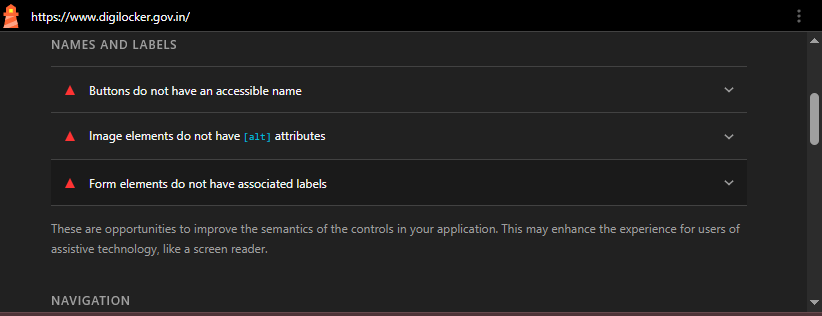 https://www.digilocker.gov.in/
NAMES AND LABELS
Buttons do not have an accessible name
Image elements do not have [alt] attributes
Form elements do not have associated labels
These are opportunities to improve the semantics of the controls in your application. This may enhance the experience for users of
assistive technology, like a screen reader.
NAVIGATION